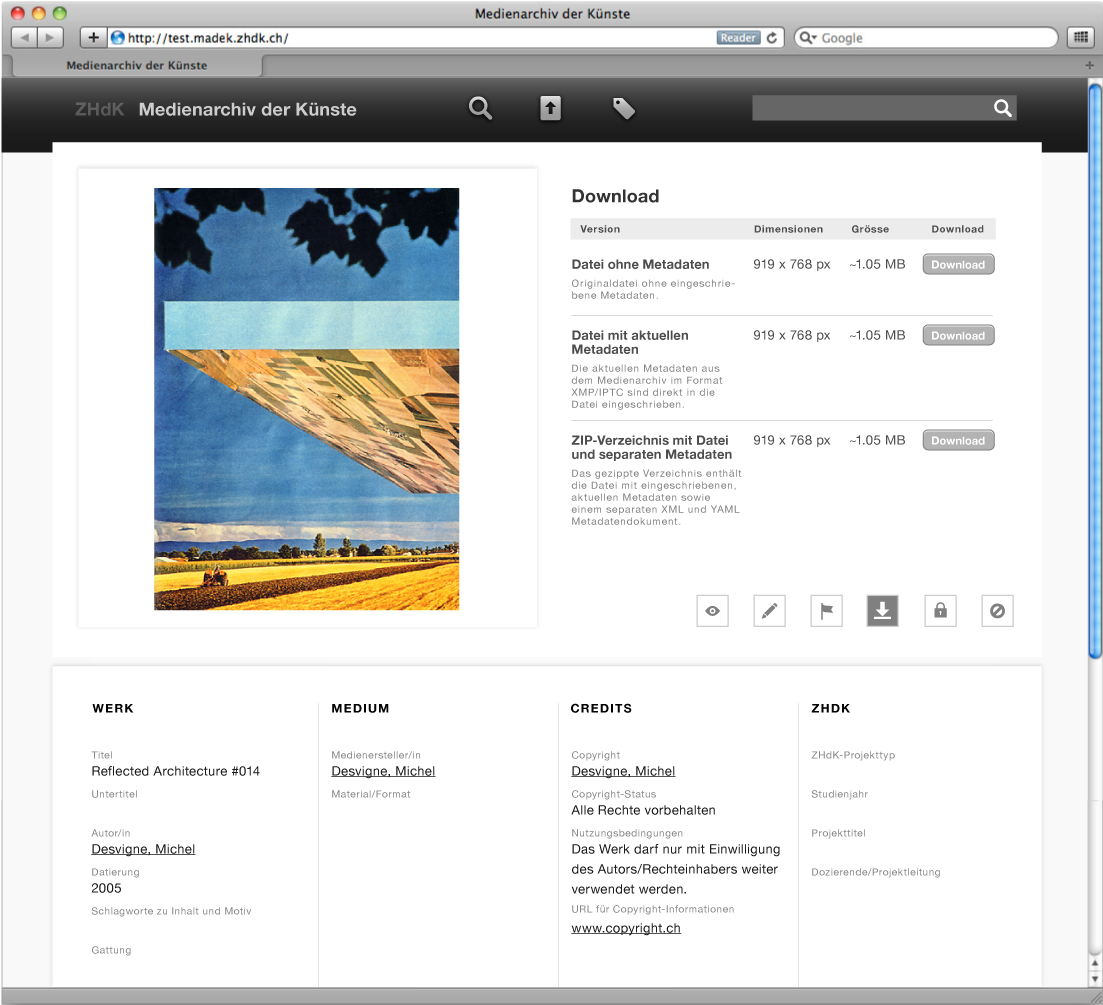 Medienarchiv der Künste
http://test.madek.zhdk.ch/
Reader
Google
Medienarchiv der Künste
ZHdK Medienarchiv der Künste
Download
Version Dimensionen Grösse Download
Datei ohne Metadaten 919 x 768 px ~1.05 MB Download
Originaldatei ohne eingeschrie-
bene Metadaten.
Datei mit aktuellen 919 x 768 px ~1.05 MB Download
Metadaten
Die aktuellen Metadaten aus
dem Medienarchiv im Format
XMP/IPTC sind direkt in die
Datei eingeschrieben.
ZIP-Verzeichnis mit Datei 919 x 768 px ~1.05 MB Download
und separaten Metadaten
Das gezippte Verzeichnis enthält
die Datei mit eingeschriebenen,
aktuellen Metadaten sowie
einem separaten XML und YAML
Metadatendokument.
WERK
Titel
Reflected Architecture #014
Untertitel
Autor/in
Desvigne, Michel
Datierung
2005
Schlagworte zu Inhalt und Motiv
Gattung
MEDIUM
Medienersteller/in
Desvigne, Michel
Material/Format
CREDITS
Copyright
Desvigne, Michel
Copyright-Status
Alle Rechte vorbehalten
Nutzungsbedingungen
Das Werk darf nur mit Einwilligung
des Autors/Rechteinhabers weiter
verwendet werden.
URL für Copyright-Informationen
www.copyright.ch
ZHDK
ZHdK-Projekttyp
Studienjahr
Projekttitel
Dozierende/Projektleitung